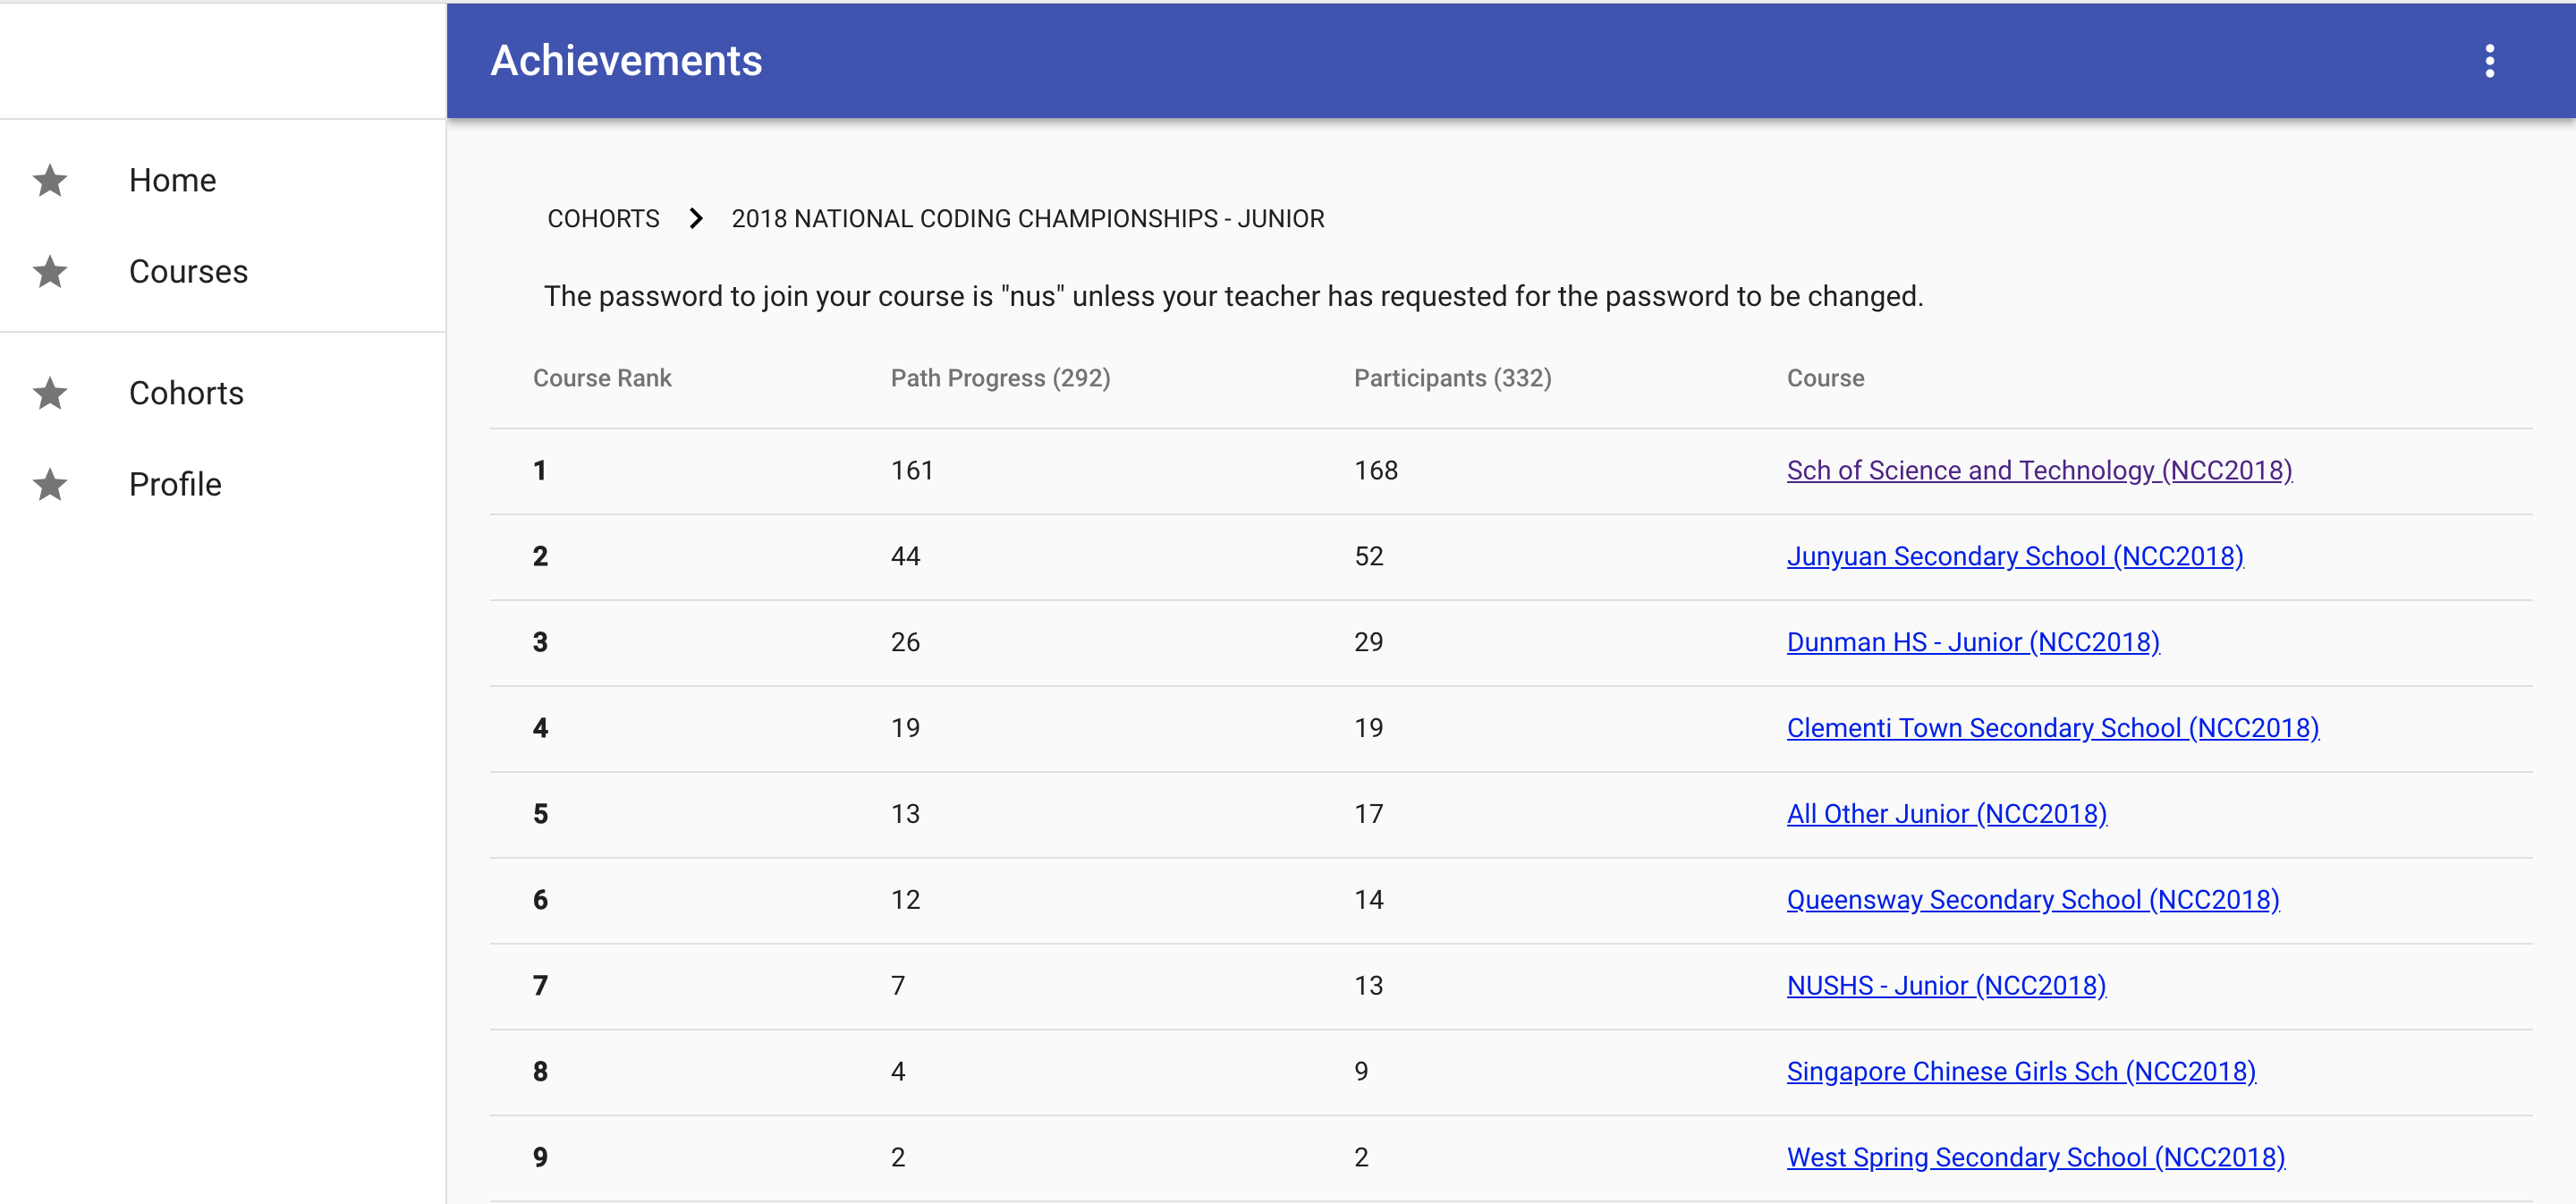 Achievements
Home
Courses
Cohorts
Profile
COHORTS 2018 NATIONAL CODING CHAMPIONSHIPS - JUNIOR
The password to join your course is "nus" unless your teacher has requested for the password to be changed.
Course Rank Path Progress (292) Participants (332) Course
1 161 168 Sch of Science and Technology (NCC2018)
2 44 52 Junyuan Secondary School (NCC2018)
3 26 29 Dunman HS - Junior (NCC2018)
4 19 19 Clementi Town Secondary School (NCC2018)
5 13 17 All Other Junior (NCC2018)
6 12 14 Queensway Secondary School (NCC2018)
7 7 13 NUSHS - Junior (NCC2018)
8 4 9 Singapore Chinese Girls Sch (NCC2018)
9 2 2 West Spring Secondary School (NCC2018)